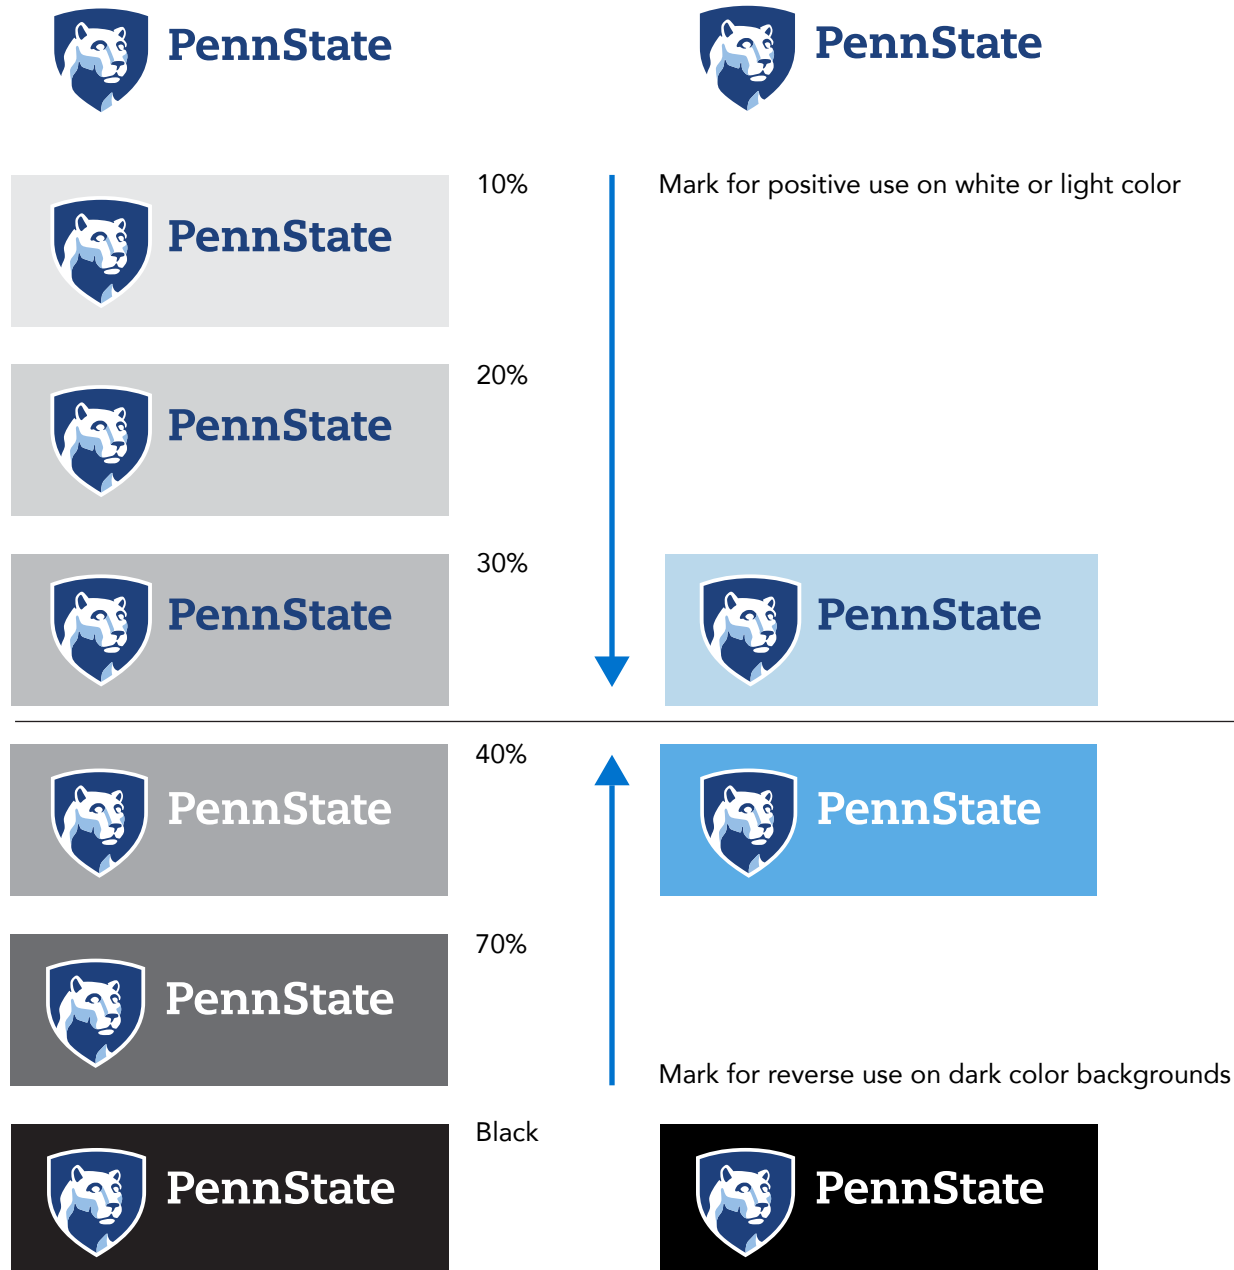 PennState
PennState
10%
Mark for positive use on white or light color
PennState
20%
PennState
30%
PennState
PennState
40%
PennState
PennState
70%
PennState
Mark for reverse use on dark color backgrounds
Black
PennState
PennState